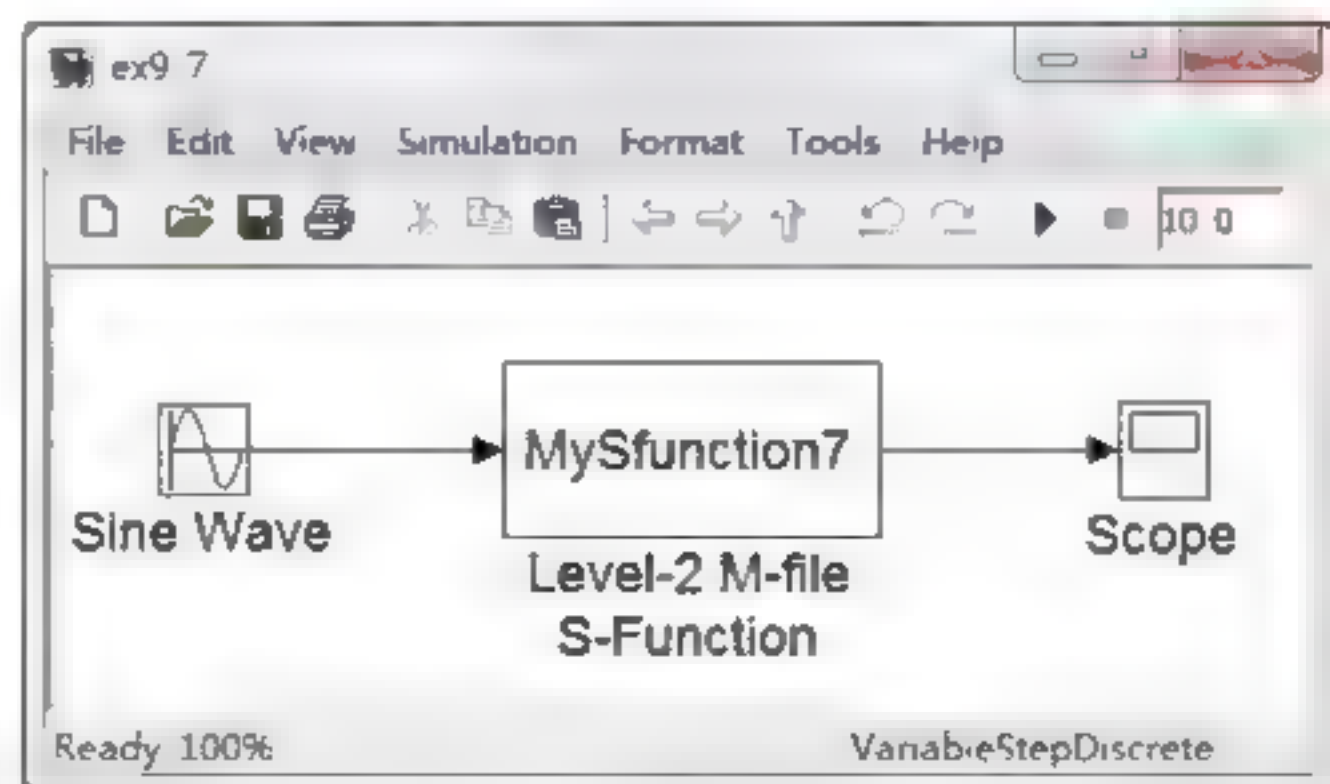 ex9 7
File Edit View Simulation Format Tools Help
10 0
MySfunction7
Sine Wave
Level-2 M-file
S-Function
Scope
Ready 100%
VariableStepDiscrete